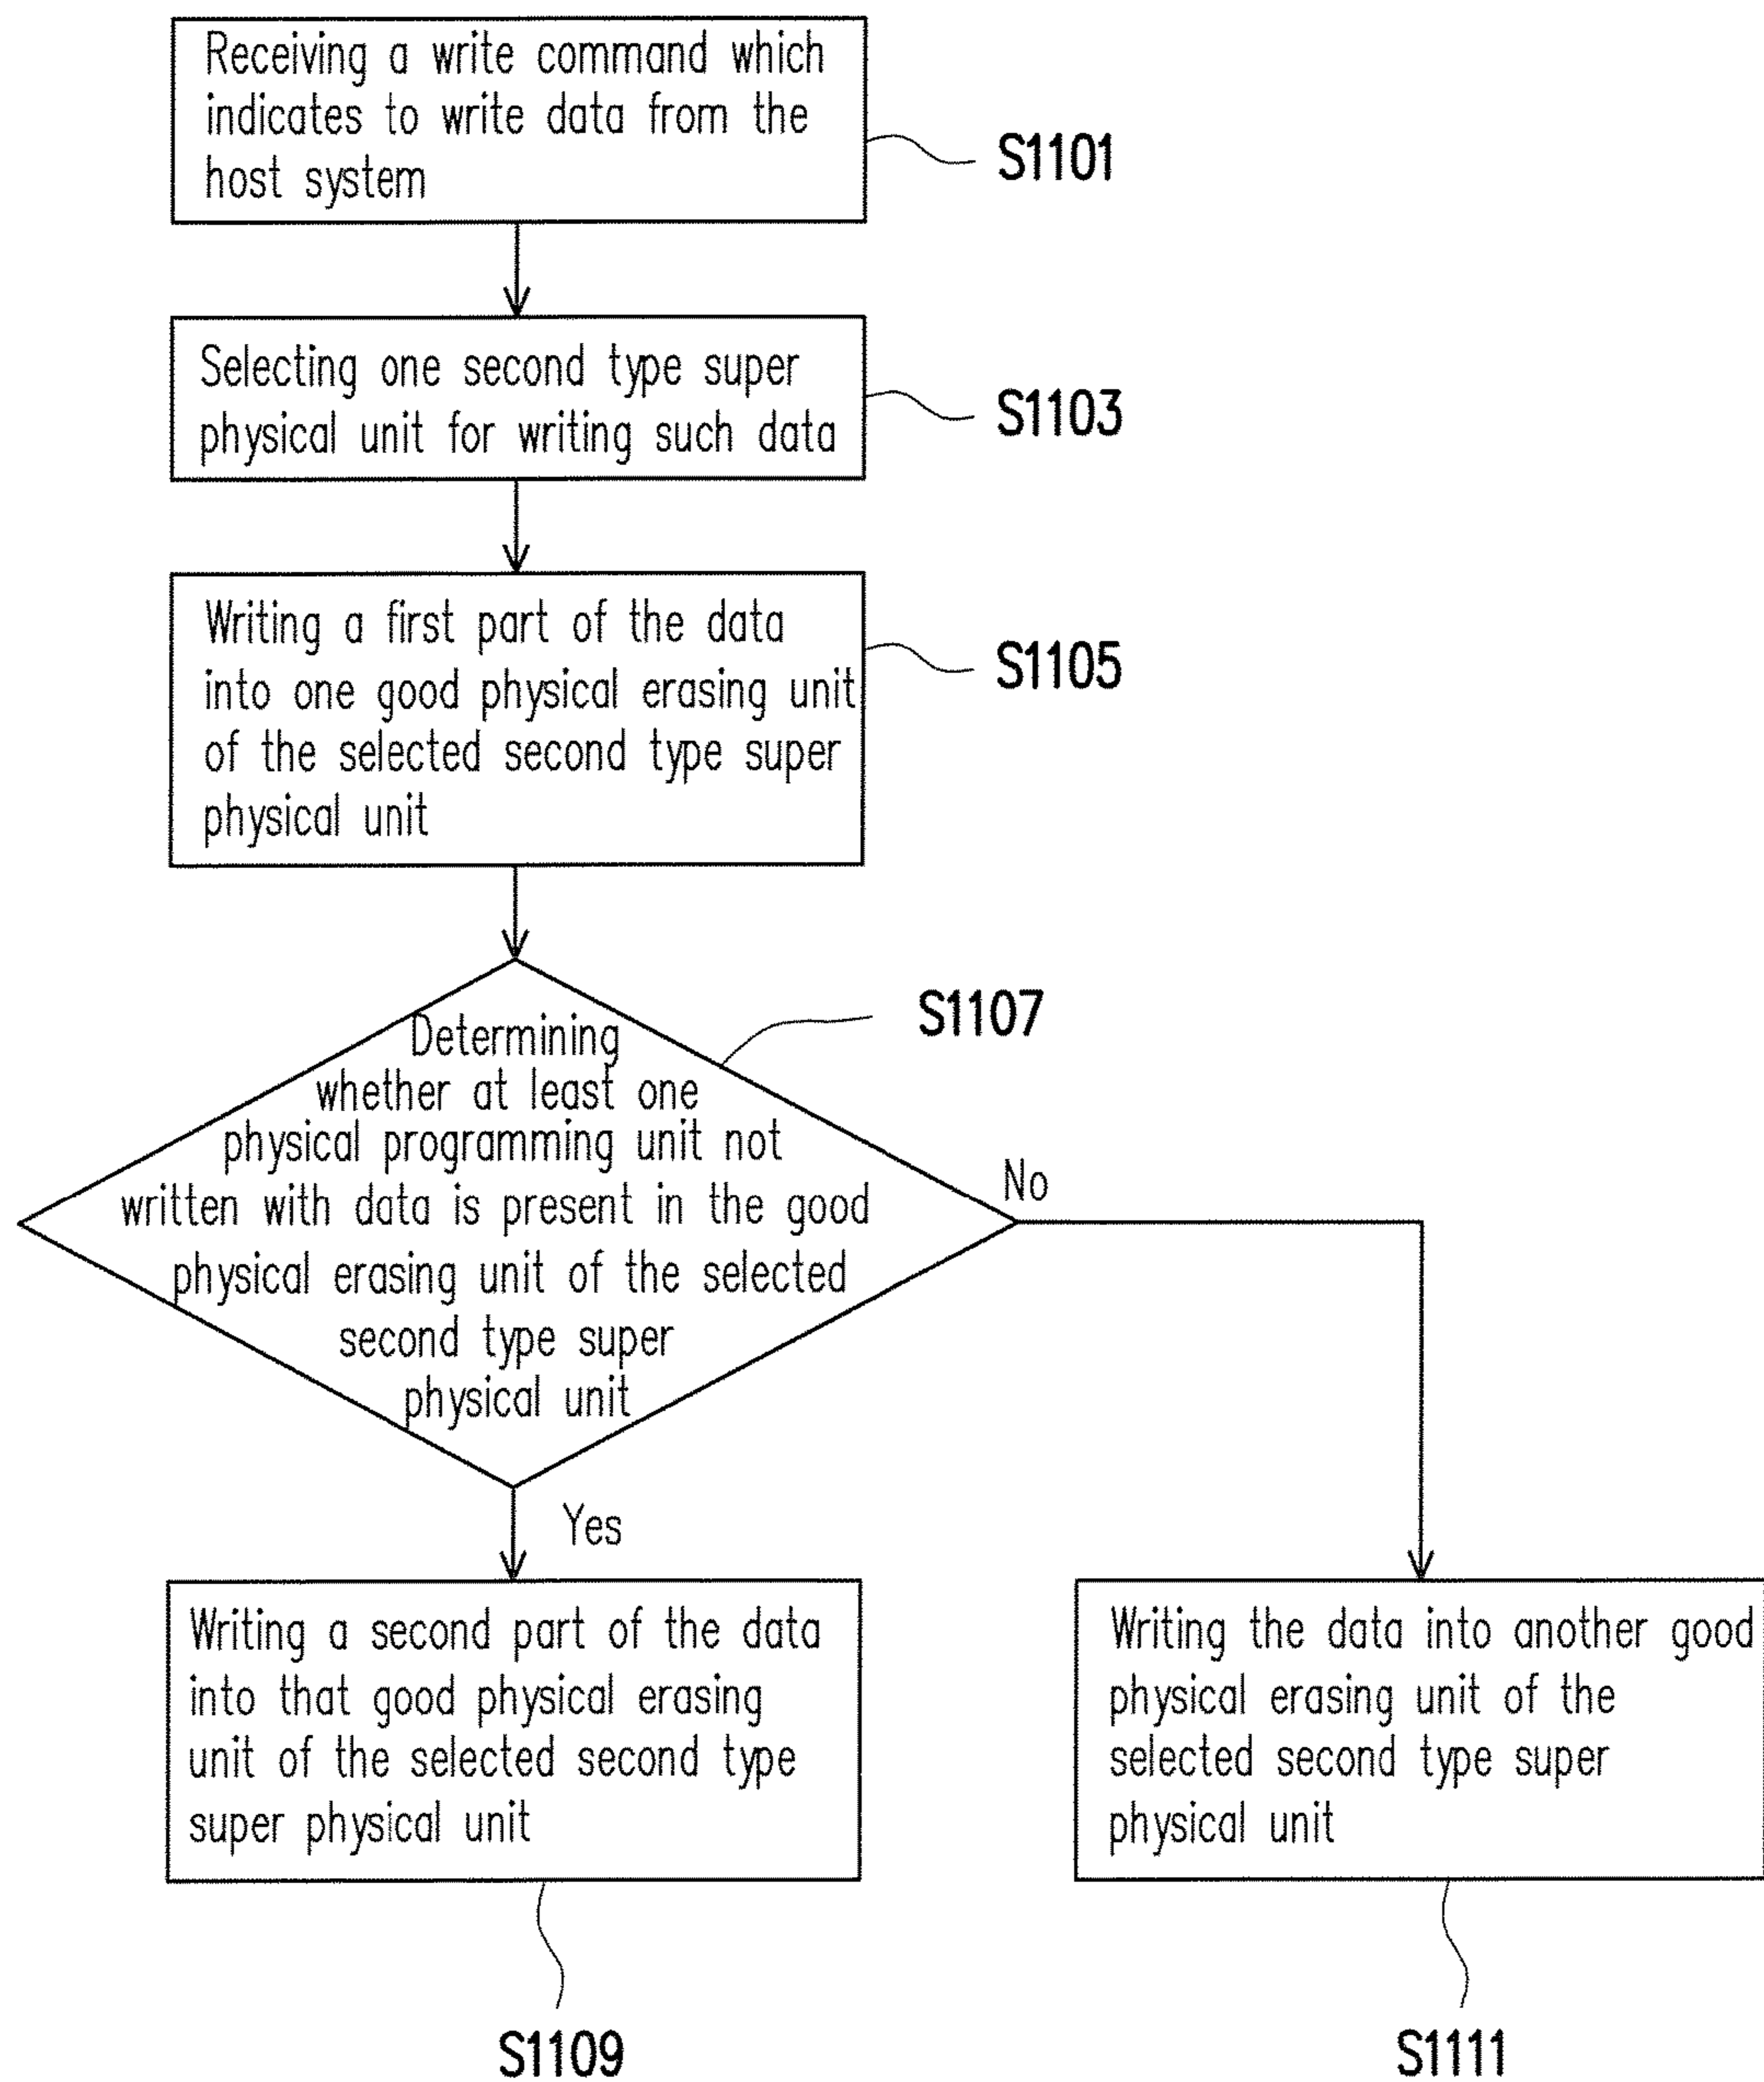 Receiving a write command which
indicates to write data from the
host system
S1101
Selecting one second type super
physical unit for writing such data
S1103
Writing a first part of the data
into one good physical erasing unit
of the selected second type super
physical unit
S1105
Determining
whether at least one
physical programming unit not
written with data is present in the good
physical erasing unit of the selected
second type super
physical unit
S1107
No
Yes
Writing a second part of the data
into that good physical erasing
unit of the selected second type
super physical unit
S1109
Writing the data into another good
physical erasing unit of the
selected second type super
physical unit
S1111